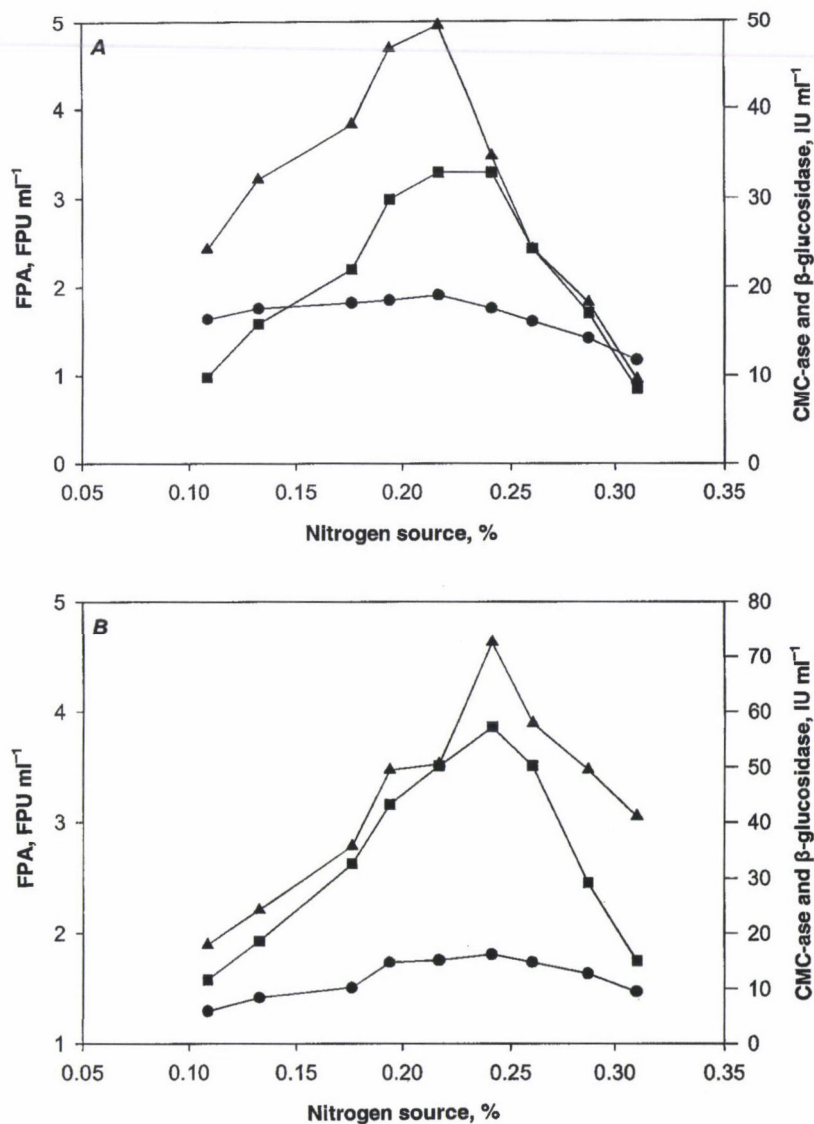 A
5
4
3
2
1
0
FPA, FPU ml⁻¹
50
40
30
20
10
0
CMC-ase and β-glucosidase, IU ml⁻¹
0.05 0.10 0.15 0.20 0.25 0.30 0.35
Nitrogen source, %
B
5
4
3
2
1
FPA, FPU ml⁻¹
80
70
60
50
40
30
20
10
0
CMC-ase and β-glucosidase, IU ml⁻¹
0.05 0.10 0.15 0.20 0.25 0.30 0.35
Nitrogen source, %